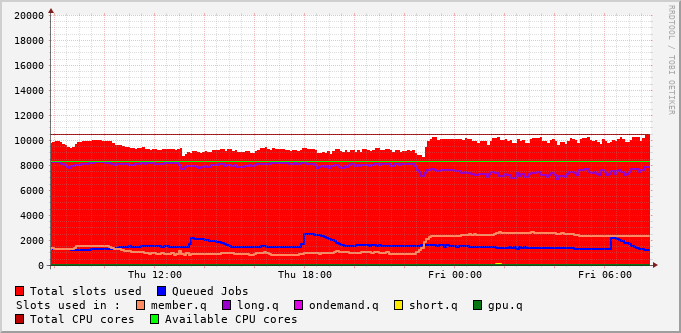 20000
18000
16000
14000
12000
10000
8000
6000
4000
2000
0
Thu 12:00 Thu 18:00 Fri 00:00 Fri 06:00
Total slots used Queued Jobs
Slots used in : member.q long.q ondemand.q short.q gpu.q
Total CPU cores Available CPU cores
RRDTOOL / TOBI OETIKER